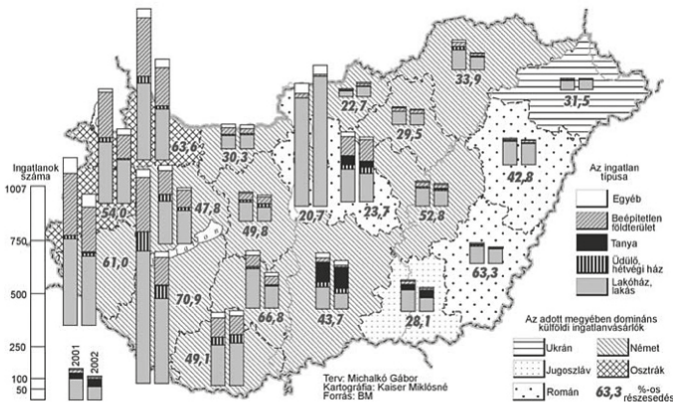 33,9
31,5
22,7
29,5
42,8
63,6
30,3
54,0
47,8
49,8
20,7
23,7
52,8
61,0
63,3
70,9
66,8
43,7
28,1
49,1
Ingatlanok
száma
1007
750
500
250
100
50
2001
2002
Az ingatlan
típusa
Egyéb
Beépítetlen
földterület
Tanya
Üdülő,
hétvégi ház
Lakóház,
lakás
Az adott megyében domináns
külföldi ingatlanvásárlók
Ukrán
Német
Jugoszláv
Osztrák
Román
63,3 %-os
részesedés
Terv: Michalkó Gábor
Kartográfia: Kaiser Miklósné
Forrás: BM